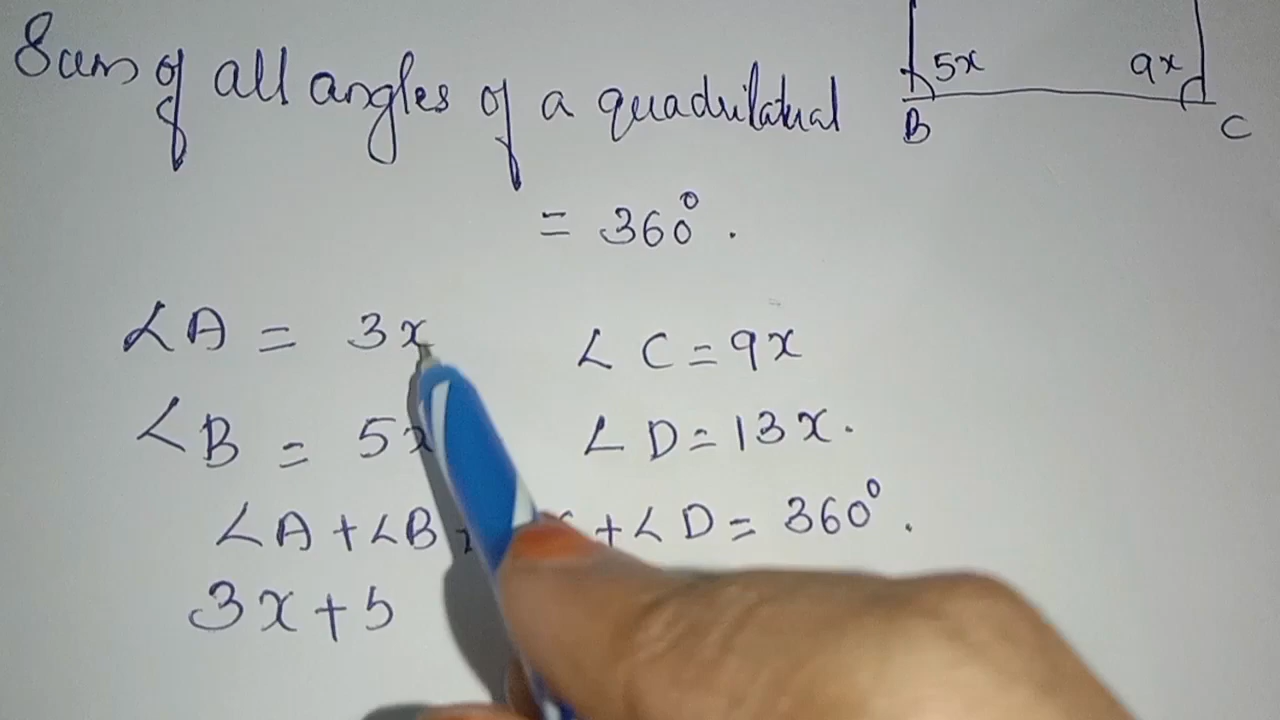 5x 9x
B C
Sum of all angles of a quadrilateral
= 360°.
∠A = 3x ∠C = 9x
∠B = 5x ∠D = 13x.
∠A + ∠B + + ∠D = 360°.
3x + 5